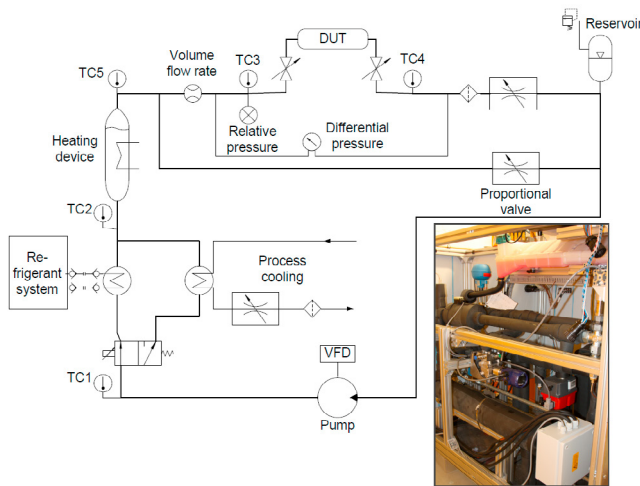 Reservoir
DUT
Volume
flow rate
TC5
TC3
TC4
Relative
pressure
Differential
pressure
Heating
device
Proportional
valve
TC2
Re-
frigerant
system
Process
cooling
TC1
VFD
Pump